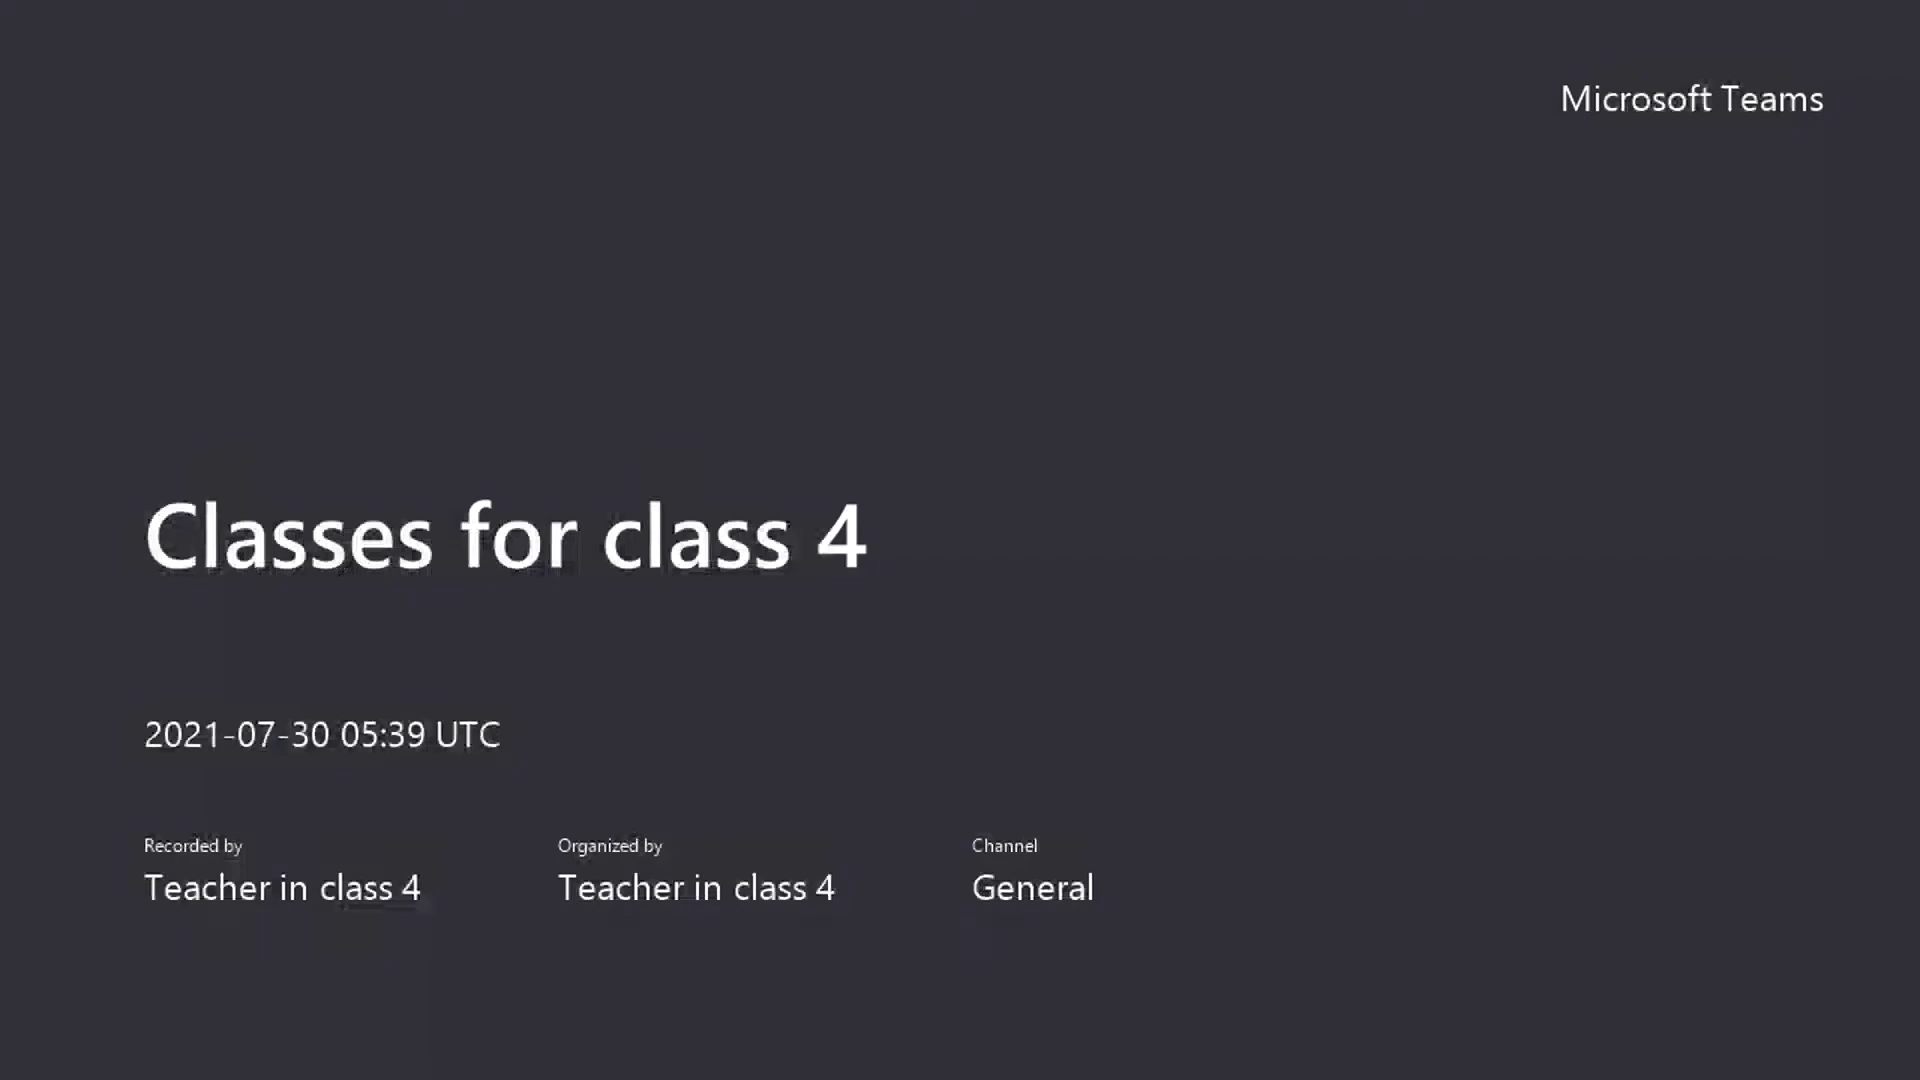 Microsoft Teams
Classes for class 4
2021-07-30 05:39 UTC
Recorded by
Teacher in class 4
Organized by
Teacher in class 4
Channel
General